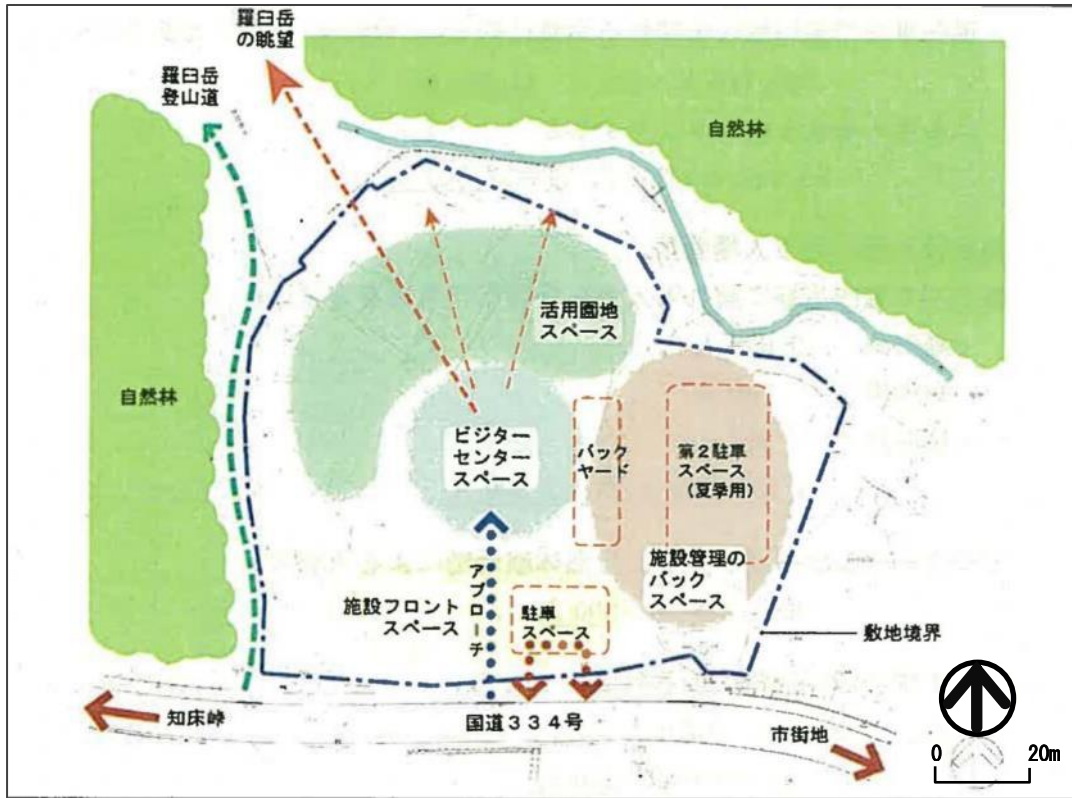 羅臼岳
の眺望
羅臼岳
登山道
自然林
活用園地
スペース
自然林
ビジター
センター
スペース
バック
ヤード
第2駐車
スペース
（夏季用）
施設管理の
バック
スペース
アプローチ
施設フロント
スペース
駐車
スペース
敷地境界
知床峠
国道334号
市街地
0 20m